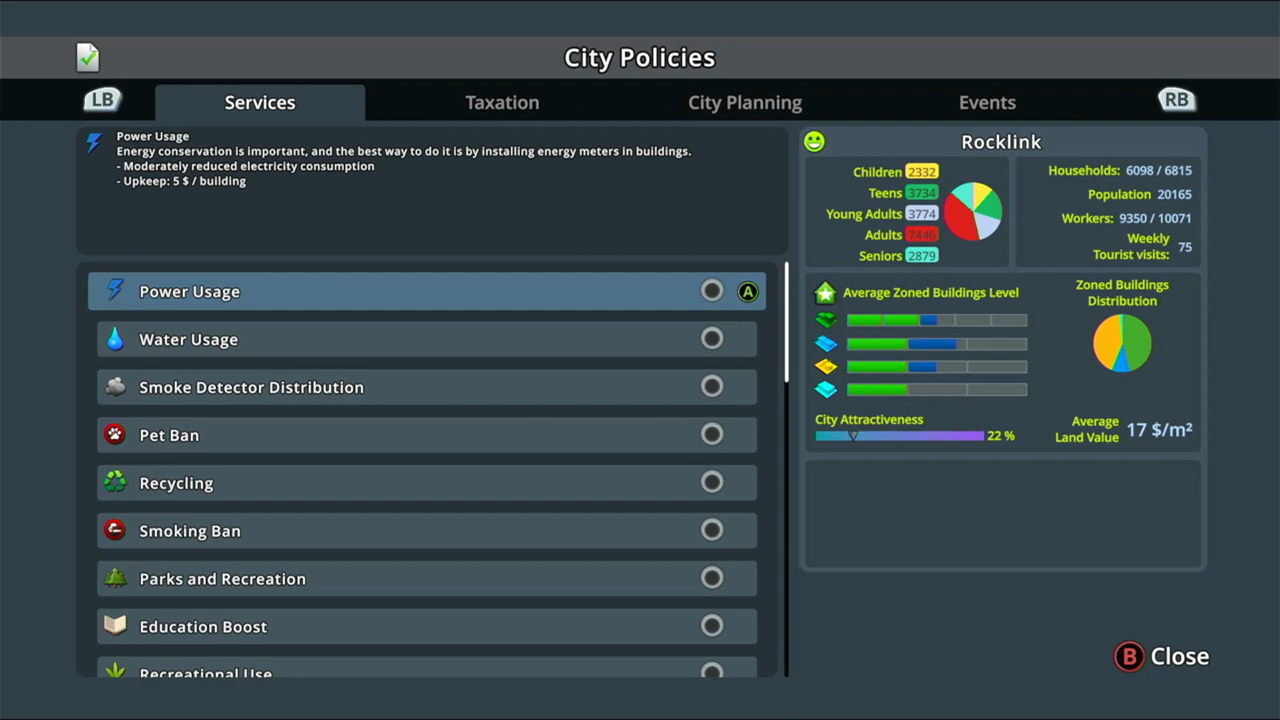 City Policies
LB
Services
Taxation
City Planning
Events
RB
Power Usage
Energy conservation is important, and the best way to do it is by installing energy meters in buildings.
- Moderately reduced electricity consumption
- Upkeep: 5 $ / building
Power Usage
A
Water Usage
Smoke Detector Distribution
Pet Ban
Recycling
Smoking Ban
Parks and Recreation
Education Boost
Recreational Use
Rocklink
Children 2332
Teens 3734
Young Adults 3774
Adults 7446
Seniors 2879
Households: 6098 / 6815
Population 20165
Workers: 9350 / 10071
Weekly
Tourist visits: 75
Average Zoned Buildings Level
Zoned Buildings
Distribution
City Attractiveness
22 %
Average
Land Value 17 $/m²
B Close